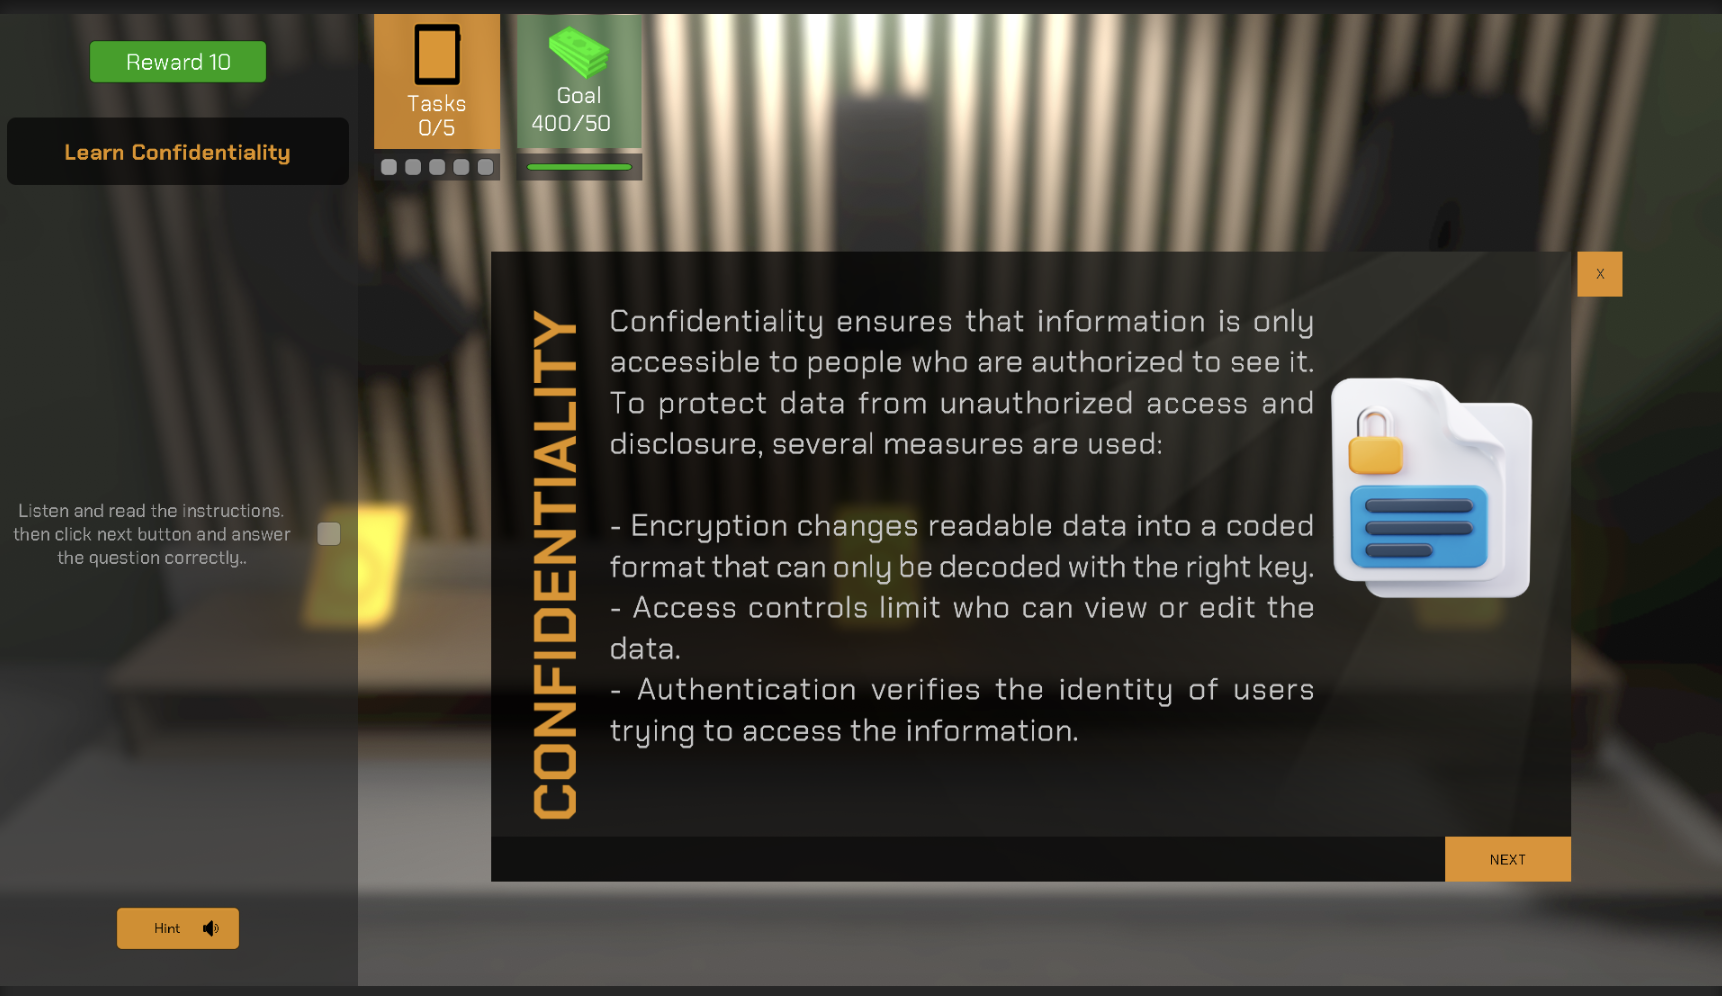 Reward 10
Learn Confidentiality
Listen and read the instructions.
then click next button and answer
the question correctly..
Hint
Tasks
0/5
Goal
400/50
X
CONFIDENTIALITY
Confidentiality ensures that information is only
accessible to people who are authorized to see it.
To protect data from unauthorized access and
disclosure, several measures are used:
- Encryption changes readable data into a coded
format that can only be decoded with the right key.
- Access controls limit who can view or edit the
data.
- Authentication verifies the identity of users
trying to access the information.
NEXT